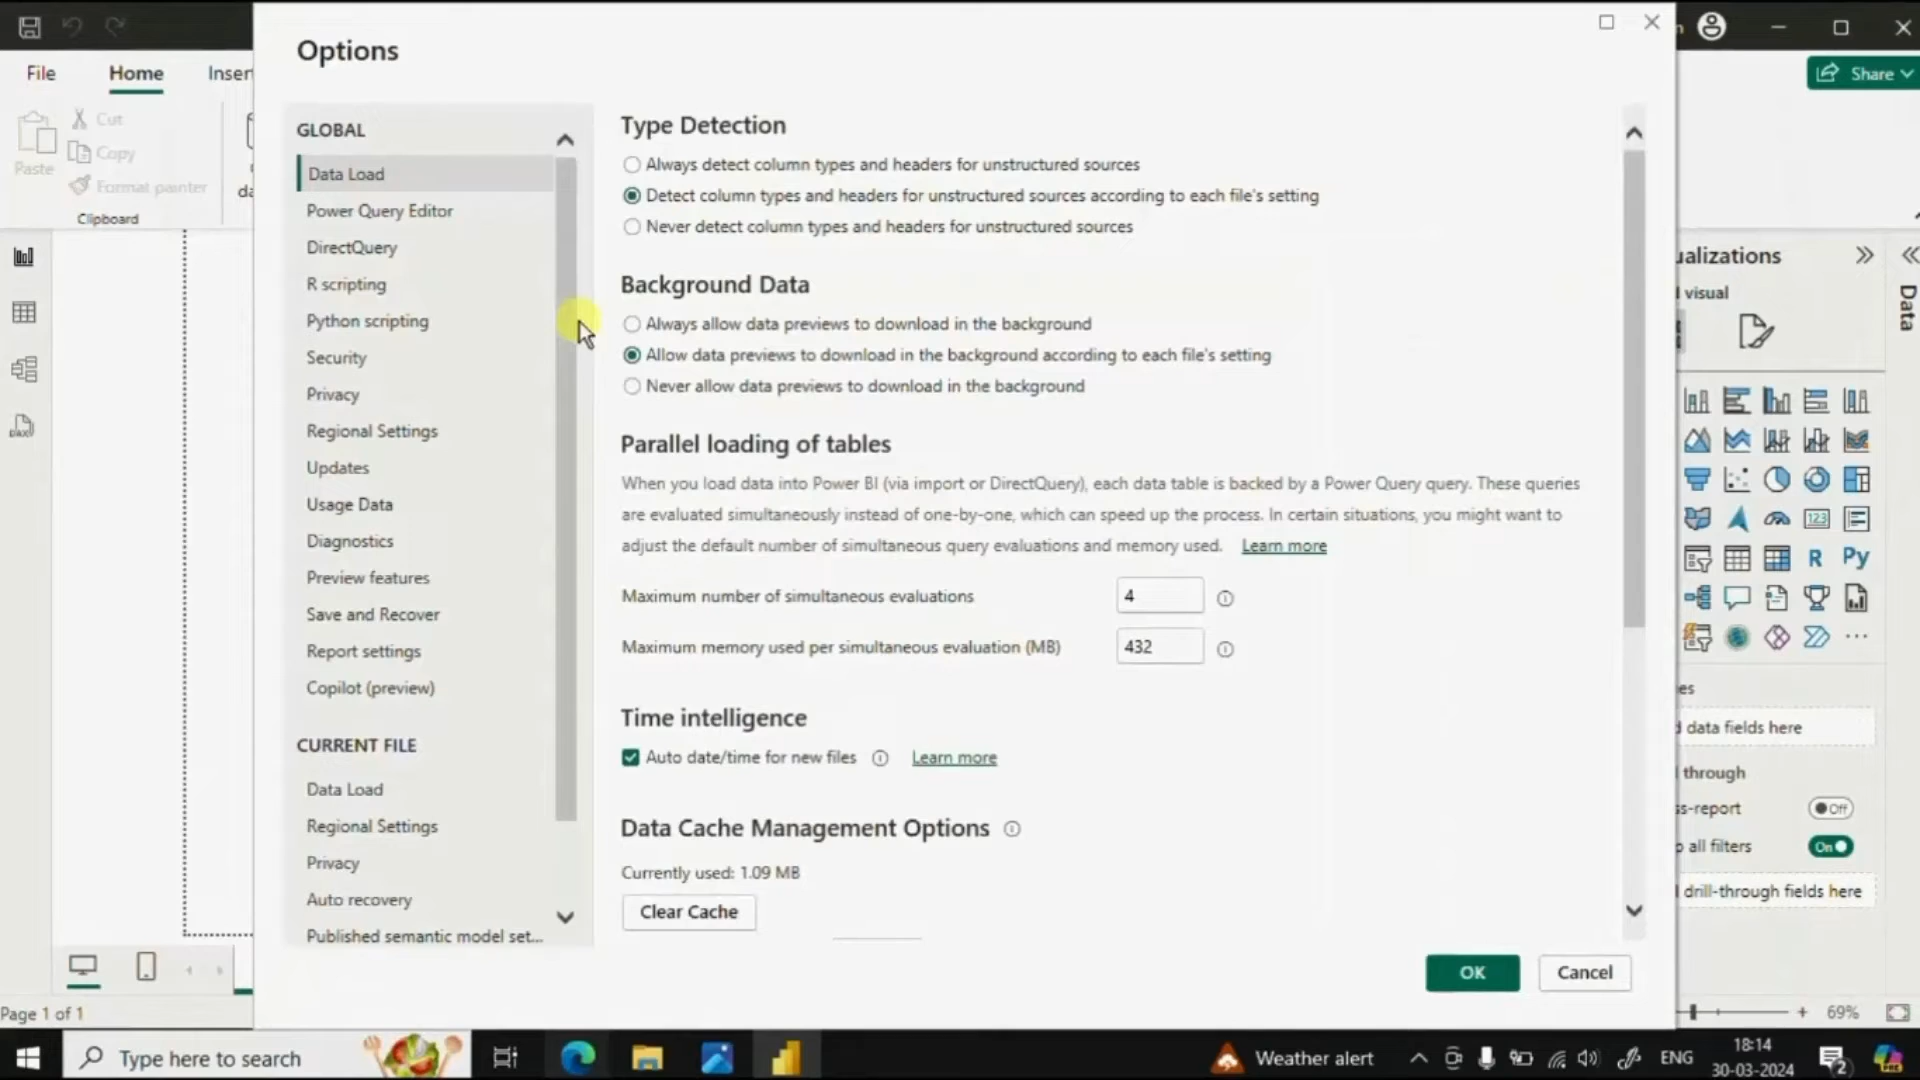 Options
File
Home
Inser
Share
Paste
Cut
Copy
Format painter
Clipboard
da
GLOBAL
Data Load
Power Query Editor
DirectQuery
R scripting
Python scripting
Security
Privacy
Regional Settings
Updates
Usage Data
Diagnostics
Preview features
Save and Recover
Report settings
Copilot (preview)
CURRENT FILE
Data Load
Regional Settings
Privacy
Auto recovery
Published semantic model set...
Type Detection
Always detect column types and headers for unstructured sources
Detect column types and headers for unstructured sources according to each file's setting
Never detect column types and headers for unstructured sources
Background Data
Always allow data previews to download in the background
Allow data previews to download in the background according to each file's setting
Never allow data previews to download in the background
Parallel loading of tables
When you load data into Power BI (via import or DirectQuery), each data table is backed by a Power Query query. These queries
are evaluated simultaneously instead of one-by-one, which can speed up the process. In certain situations, you might want to
adjust the default number of simultaneous query evaluations and memory used. Learn more
Maximum number of simultaneous evaluations 4
Maximum memory used per simultaneous evaluation (MB) 432
Time intelligence
Auto date/time for new files Learn more
Data Cache Management Options
Currently used: 1.09 MB
Clear Cache
OK
Cancel
ualizations
Data
visual
123
R
Py
es
data fields here
through
s-report
Off
all filters
On
drill-through fields here
Page 1 of 1
69%
Type here to search
Weather alert
ENG
18:14
30-03-2024
2